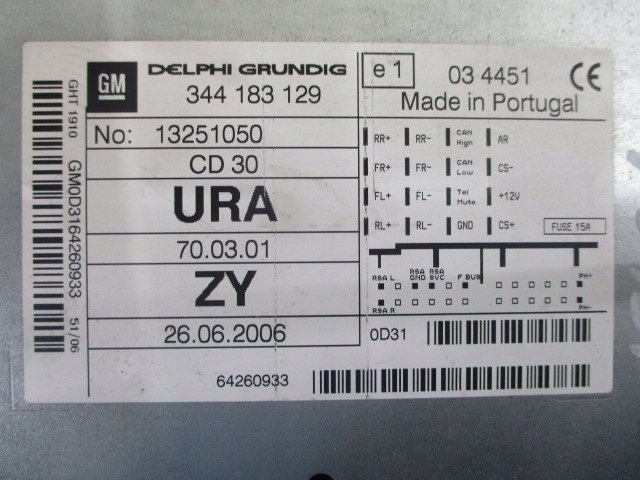 GM DELPHI GRUNDIG
344 183 129
e1 03 4451 CE
Made in Portugal
No: 13251050
CD 30
URA
70.03.01
ZY
26.06.2006
64260933
GHT 1910
GM0D3164260933
51/06
RR+ RR- CAN High AR
FR+ FR- CAN Low CS-
FL+ FL- Tel Mute +12V
RL+ RL- GND CS+ FUSE 15A
RSA L RSA GND RSA SVC F BUS PH+
RSA R PH-
0D31